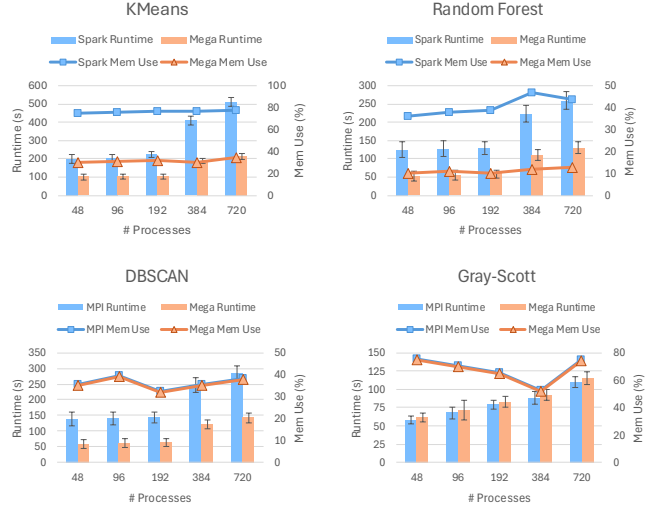 KMeans
Spark Runtime Mega Runtime
Spark Mem Use Mega Mem Use
600 100
500 80
400
300 60
200 40
100 20
0 0
Runtime (s)
Mem Use (%)
48 96 192 384 720
# Processes
Random Forest
Spark Runtime Mega Runtime
Spark Mem Use Mega Mem Use
300 50
250 40
200 30
150
100 20
50 10
0 0
Runtime (s)
Mem Use (%)
48 96 192 384 720
# Processes
DBSCAN
MPI Runtime Mega Runtime
MPI Mem Use Mega Mem Use
350 50
300 40
250
200 30
150 20
100
50 10
0 0
Runtime (s)
Mem Use (%)
48 96 192 384 720
# Processes
Gray-Scott
MPI Runtime Mega Runtime
MPI Mem Use Mega Mem Use
150 80
125
100 60
75 40
50
25 20
0 0
Runtime (s)
Mem Use (%)
48 96 192 384 720
# Processes